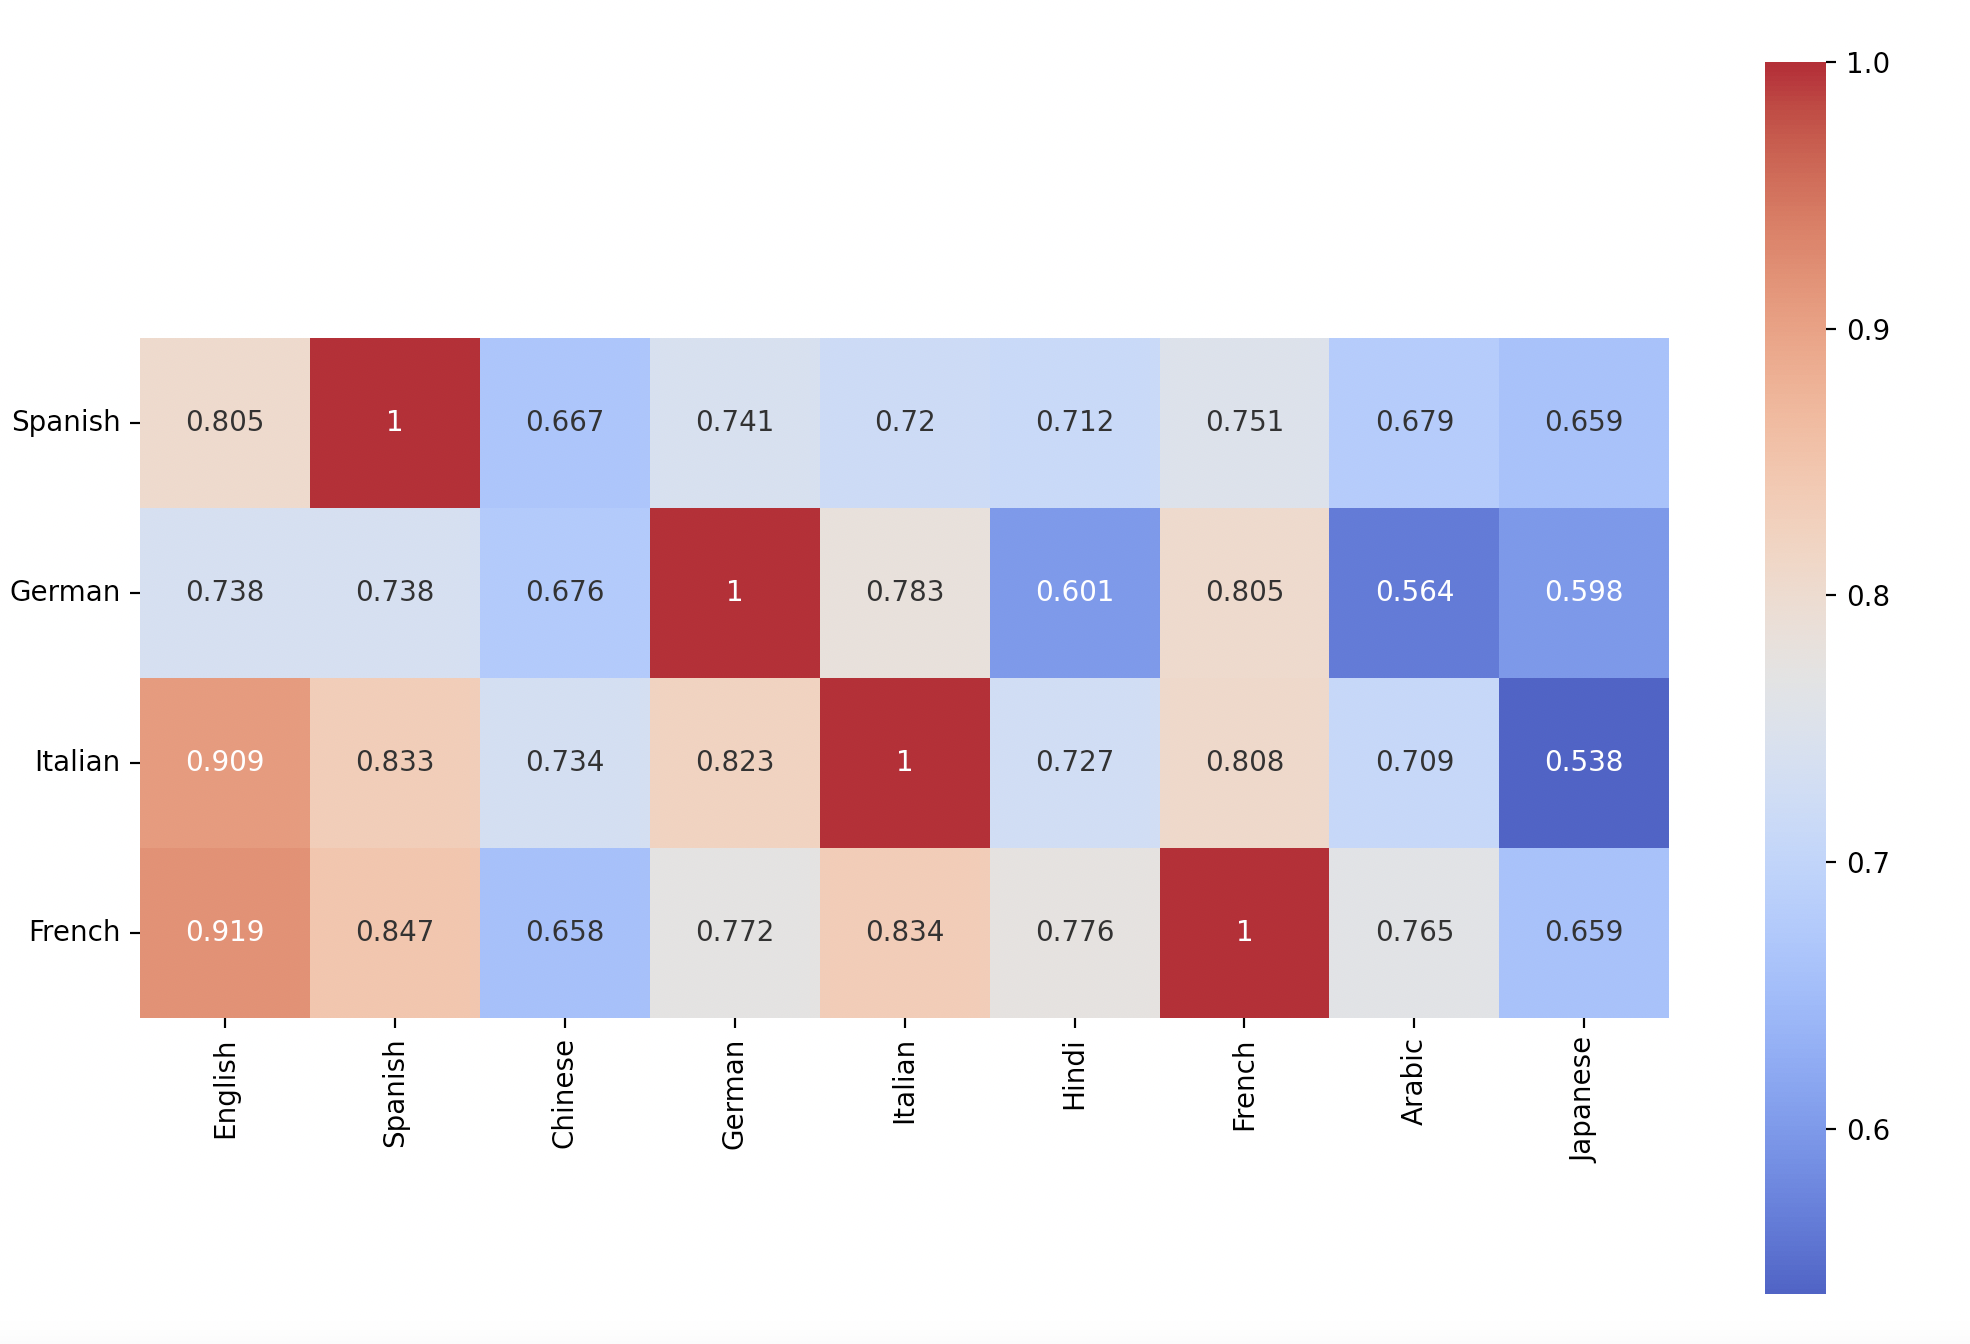 1.0
0.9
Spanish 0.805 1 0.667 0.741 0.72 0.712 0.751 0.679 0.659
German 0.738 0.738 0.676 1 0.783 0.601 0.805 0.564 0.598
0.8
Italian 0.909 0.833 0.734 0.823 1 0.727 0.808 0.709 0.538
0.7
French 0.919 0.847 0.658 0.772 0.834 0.776 1 0.765 0.659
English Spanish Chinese German Italian Hindi French Arabic Japanese
0.6